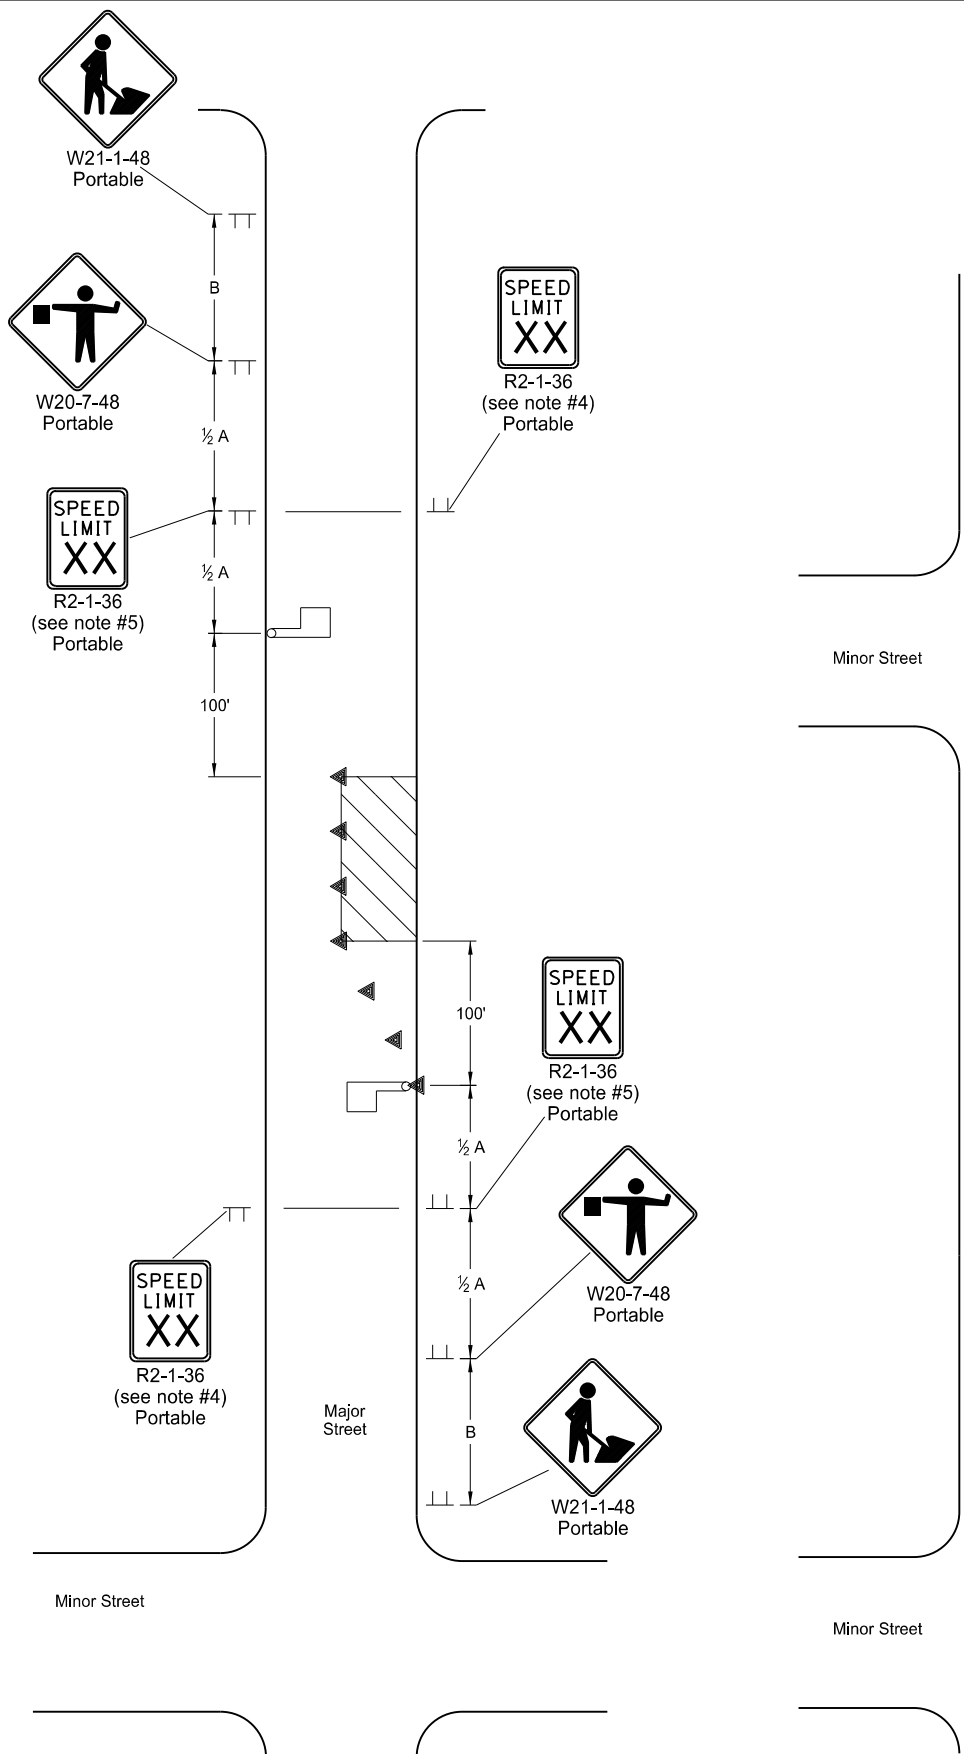 W21-1-48
Portable
B
W20-7-48
Portable
½ A
SPEED
LIMIT
XX
R2-1-36
(see note #4)
Portable
SPEED
LIMIT
XX
R2-1-36
(see note #5)
Portable
½ A
Minor Street
100'
SPEED
LIMIT
XX
R2-1-36
(see note #5)
Portable
100'
½ A
W20-7-48
Portable
½ A
SPEED
LIMIT
XX
R2-1-36
(see note #4)
Portable
Major
Street
B
W21-1-48
Portable
Minor Street
Minor Street